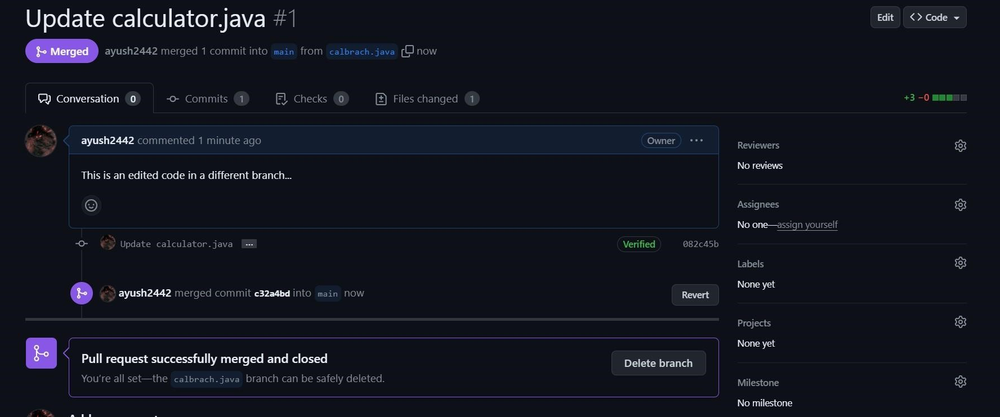 Update calculator.java #1
Edit
Code
Merged
ayush2442 merged 1 commit into main from calbrach.java now
Conversation 0
Commits 1
Checks 0
Files changed 1
+3 −0
ayush2442 commented 1 minute ago
Owner
This is an edited code in a different branch...
Update calculator.java ...
Verified
082c45b
ayush2442 merged commit c32a4bd into main now
Revert
Pull request successfully merged and closed
You're all set—the calbrach.java branch can be safely deleted.
Delete branch
Reviewers
No reviews
Assignees
No one—assign yourself
Labels
None yet
Projects
None yet
Milestone
No milestone